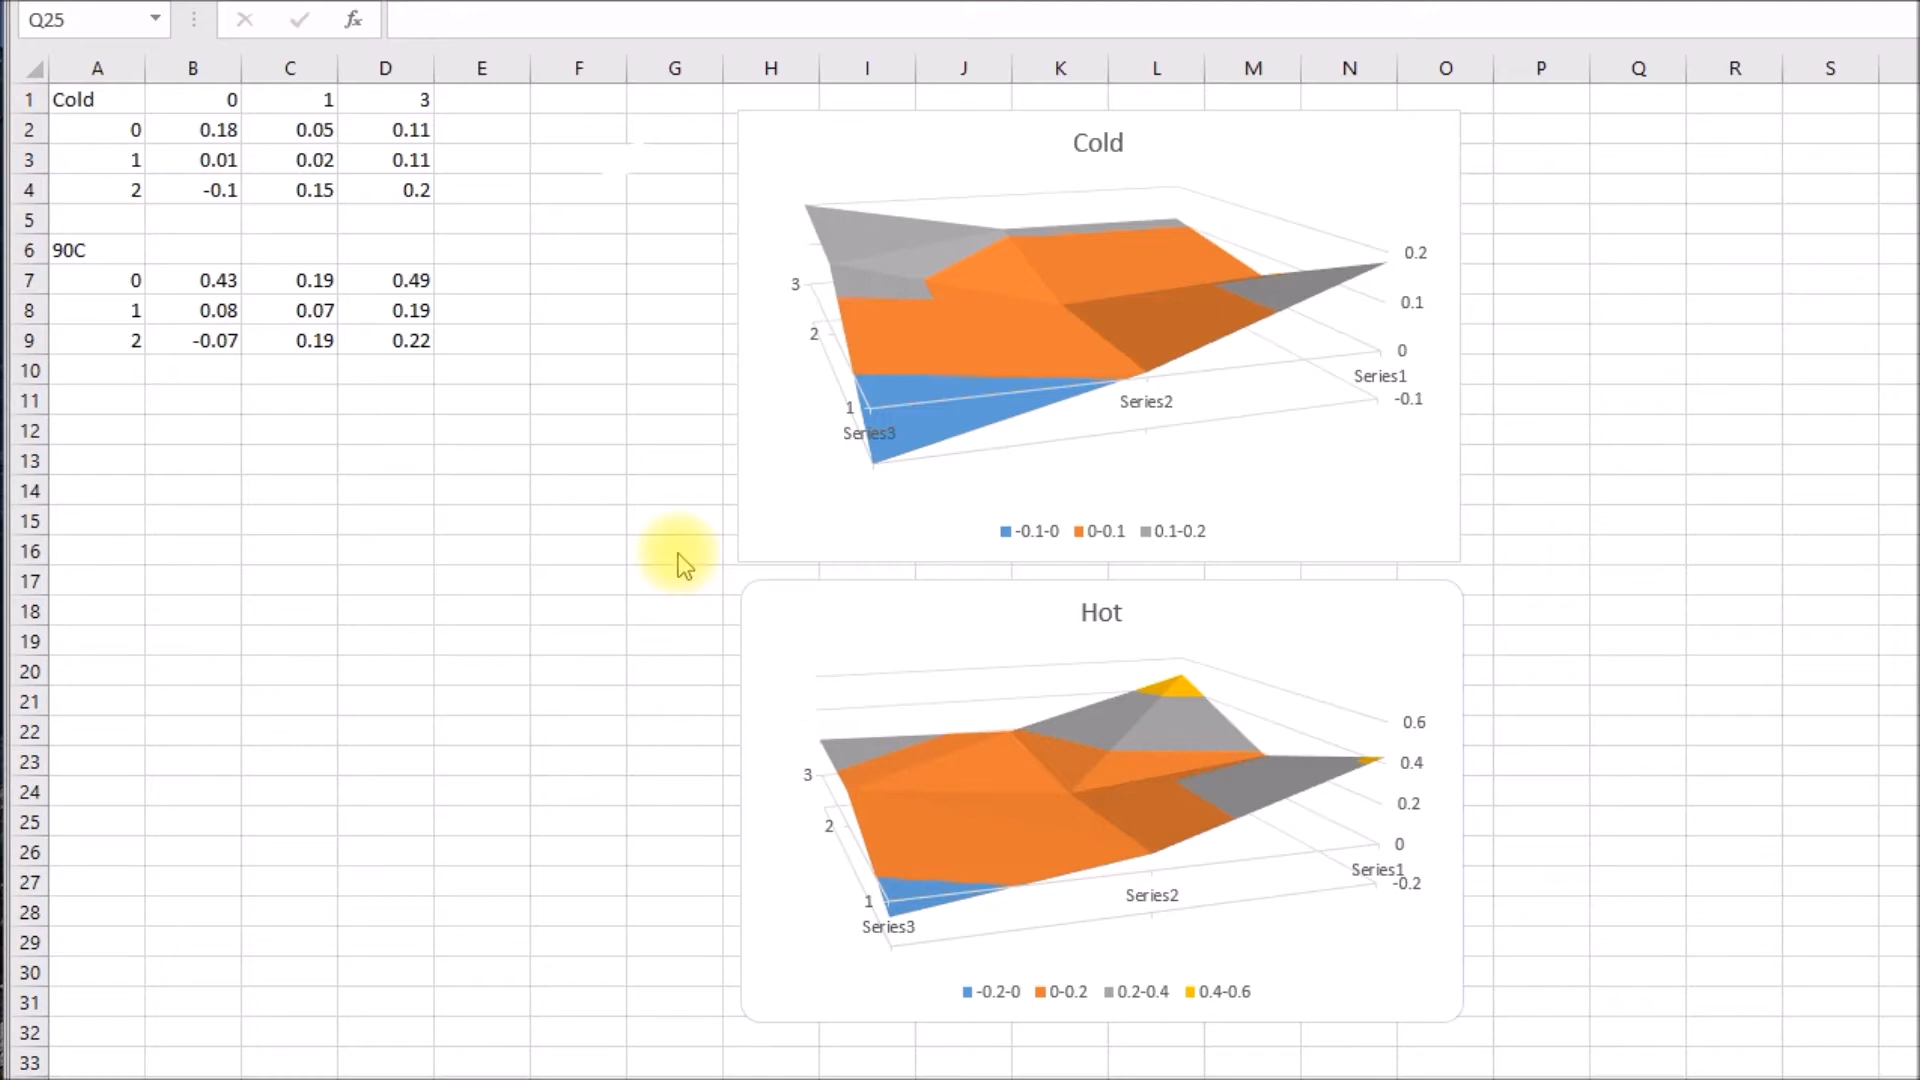 Q25 fx
A B C D E F G H I J K L M N O P Q R S
1 Cold 0 1 3
2 0 0.18 0.05 0.11
3 1 0.01 0.02 0.11
4 2 -0.1 0.15 0.2
5
6 90C
7 0 0.43 0.19 0.49
8 1 0.08 0.07 0.19
9 2 -0.07 0.19 0.22
10
11
12
13
14
15
16
17
18
19
20
21
22
23
24
25
26
27
28
29
30
31
32
33
Cold
0.2
3
0.1
2
0
Series1
-0.1
Series2
1
Series3
-0.1-0 0-0.1 0.1-0.2
Hot
0.6
0.4
3
0.2
2
0
Series1
-0.2
Series2
1
Series3
-0.2-0 0-0.2 0.2-0.4 0.4-0.6